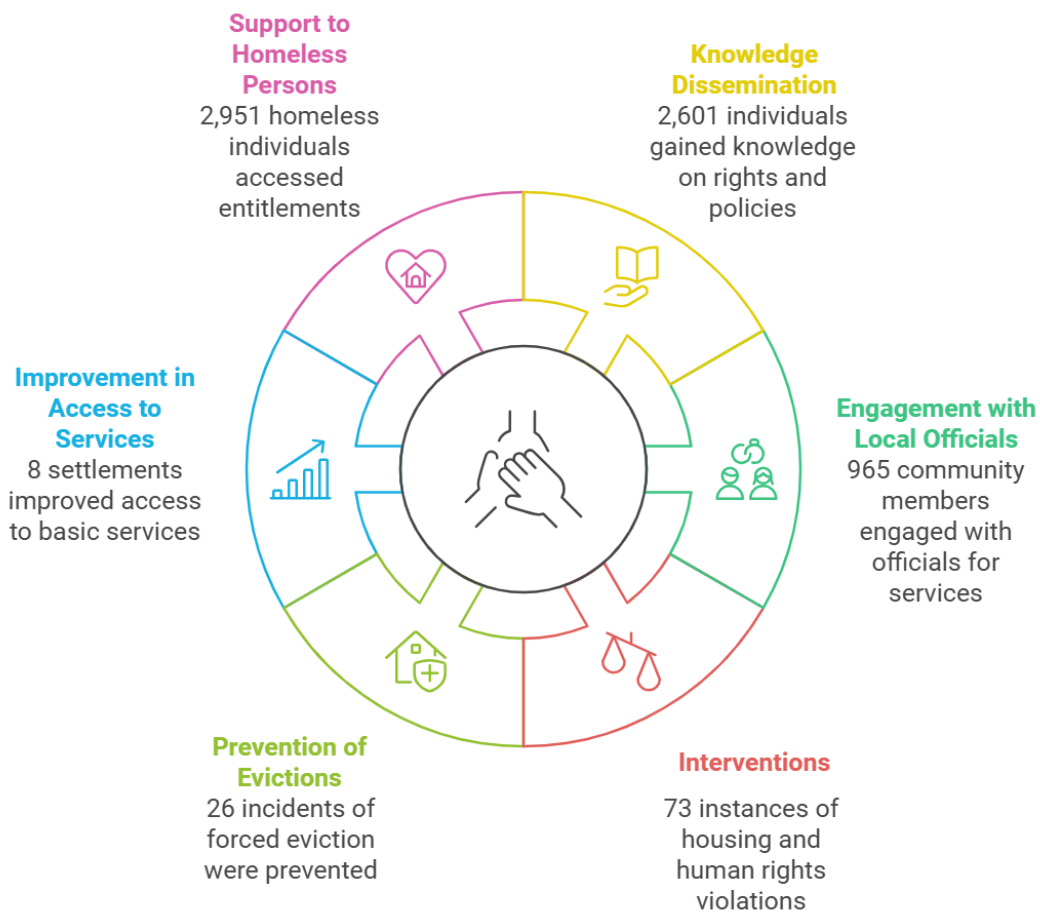 Support to
Homeless
Persons
2,951 homeless
individuals
accessed
entitlements
Knowledge
Dissemination
2,601 individuals
gained knowledge
on rights and
policies
Improvement in
Access to
Services
8 settlements
improved access
to basic services
Engagement with
Local Officials
965 community
members
engaged with
officials for
services
Prevention of
Evictions
26 incidents of
forced eviction
were prevented
Interventions
73 instances of
housing and
human rights
violations